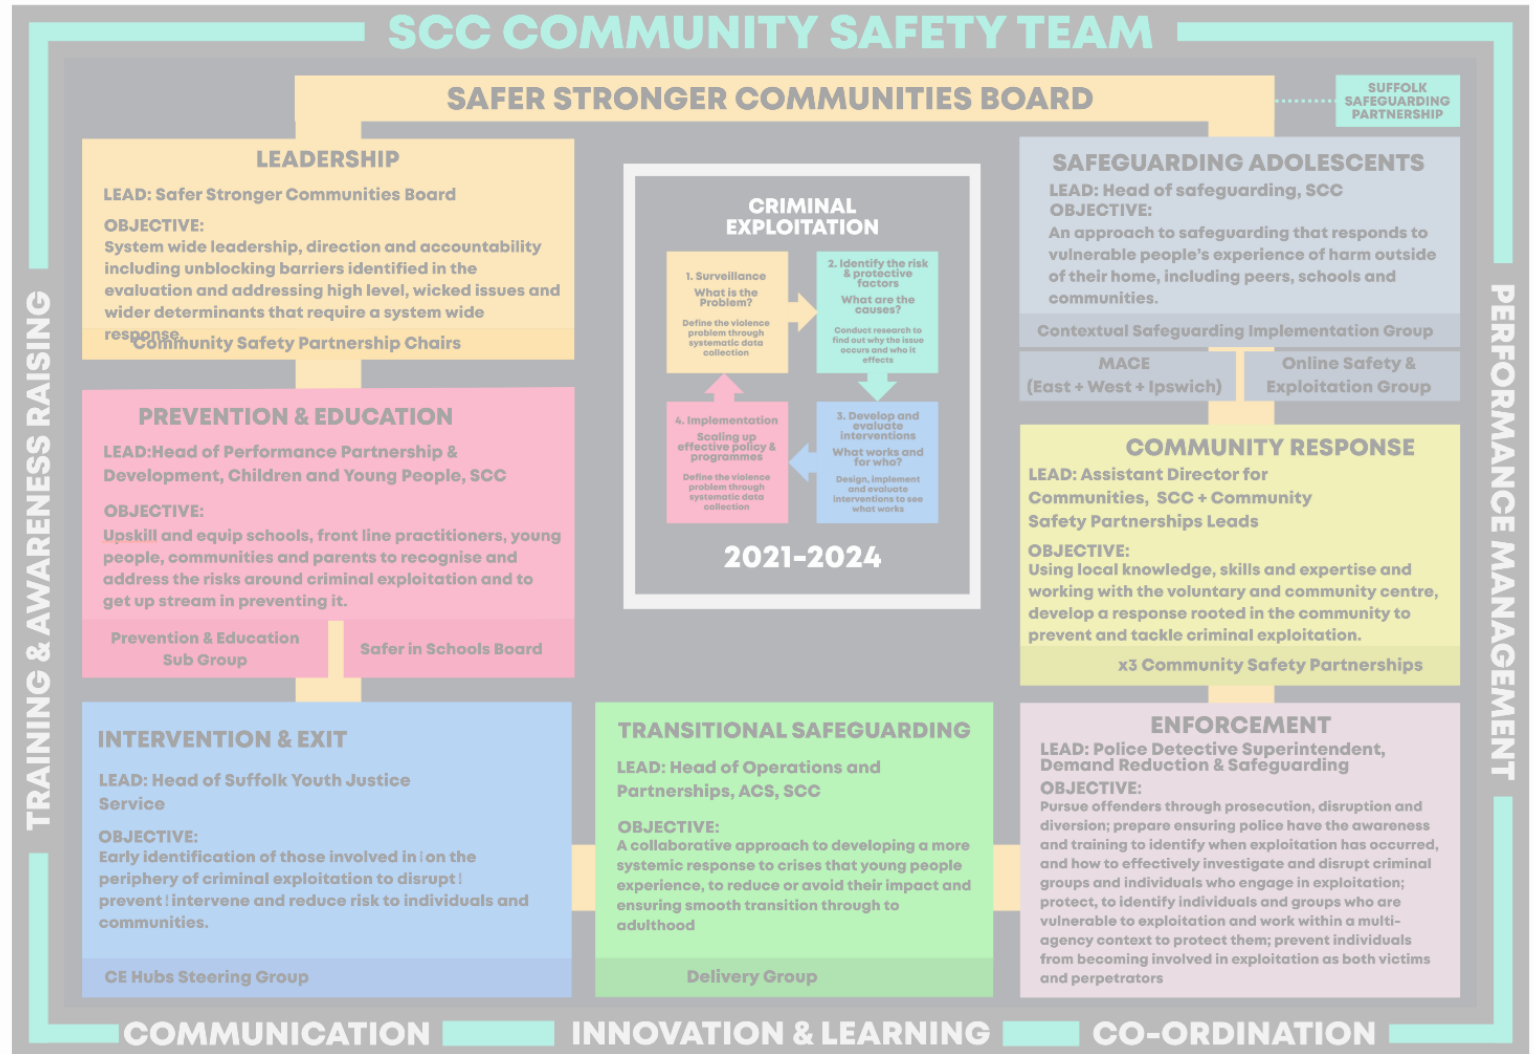 SCC COMMUNITY SAFETY TEAM
SAFER STRONGER COMMUNITIES BOARD
SUFFOLK
SAFEGUARDING
PARTNERSHIP
TRAINING & AWARENESS RAISING
LEADERSHIP
LEAD: Safer Stronger Communities Board
OBJECTIVE:
System wide leadership, direction and accountability
including unblocking barriers identified in the
evaluation and addressing high level, wicked issues and
wider determinants that require a system wide
response.
Community Safety Partnership Chairs
PREVENTION & EDUCATION
LEAD:Head of Performance Partnership &
Development, Children and Young People, SCC
OBJECTIVE:
Upskill and equip schools, front line practitioners, young
people, communities and parents to recognise and
address the risks around criminal exploitation and to
get up stream in preventing it.
Prevention & Education
Sub Group
Safer in Schools Board
INTERVENTION & EXIT
LEAD: Head of Suffolk Youth Justice
Service
OBJECTIVE:
Early identification of those involved in | on the
periphery of criminal exploitation to disrupt |
prevent | intervene and reduce risk to individuals and
communities.
CE Hubs Steering Group
CRIMINAL
EXPLOITATION
1. Surveillance
What is the
Problem?
Define the violence
problem through
systematic data
collection
2. Identify the risk
& protective
factors
What are the
causes?
Conduct research to
find out why the issue
occurs and who it
effects
3. Develop and
evaluate
interventions
What works and
for who?
Design, implement
and evaluate
interventions to see
what works
4. Implementation
Scaling up
effective policy &
programmes
Define the violence
problem through
systematic data
collection
2021-2024
TRANSITIONAL SAFEGUARDING
LEAD: Head of Operations and
Partnerships, ACS, SCC
OBJECTIVE:
A collaborative approach to developing a more
systemic response to crises that young people
experience, to reduce or avoid their impact and
ensuring smooth transition through to
adulthood
Delivery Group
SAFEGUARDING ADOLESCENTS
LEAD: Head of safeguarding, SCC
OBJECTIVE:
An approach to safeguarding that responds to
vulnerable people's experience of harm outside
of their home, including peers, schools and
communities.
Contextual Safeguarding Implementation Group
MACE
(East + West + Ipswich)
Online Safety &
Exploitation Group
COMMUNITY RESPONSE
LEAD: Assistant Director for
Communities, SCC + Community
Safety Partnerships Leads
OBJECTIVE:
Using local knowledge, skills and expertise and
working with the voluntary and community centre,
develop a response rooted in the community to
prevent and tackle criminal exploitation.
x3 Community Safety Partnerships
ENFORCEMENT
LEAD: Police Detective Superintendent,
Demand Reduction & Safeguarding
OBJECTIVE:
Pursue offenders through prosecution, disruption and
diversion; prepare ensuring police have the awareness
and training to identify when exploitation has occurred,
and how to effectively investigate and disrupt criminal
groups and individuals who engage in exploitation;
protect, to identify individuals and groups who are
vulnerable to exploitation and work within a multi-
agency context to protect them; prevent individuals
from becoming involved in exploitation as both victims
and perpetrators
PERFORMANCE MANAGEMENT
COMMUNICATION
INNOVATION & LEARNING
CO-ORDINATION